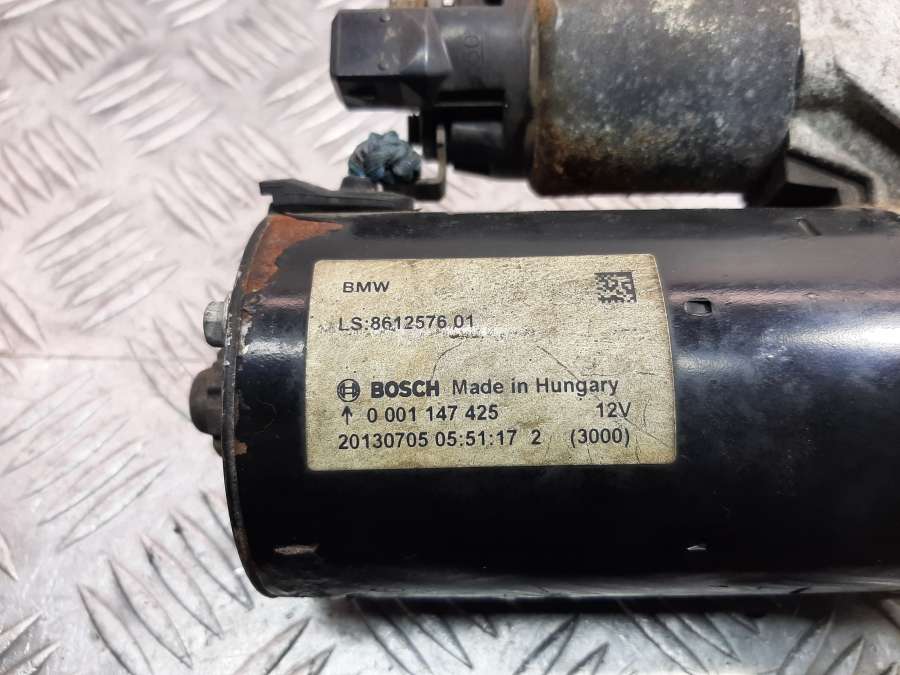 BMW
LS:8612576 01
BOSCH Made in Hungary
↑ 0 001 147 425 12V
20130705 05:51:17 2 (3000)